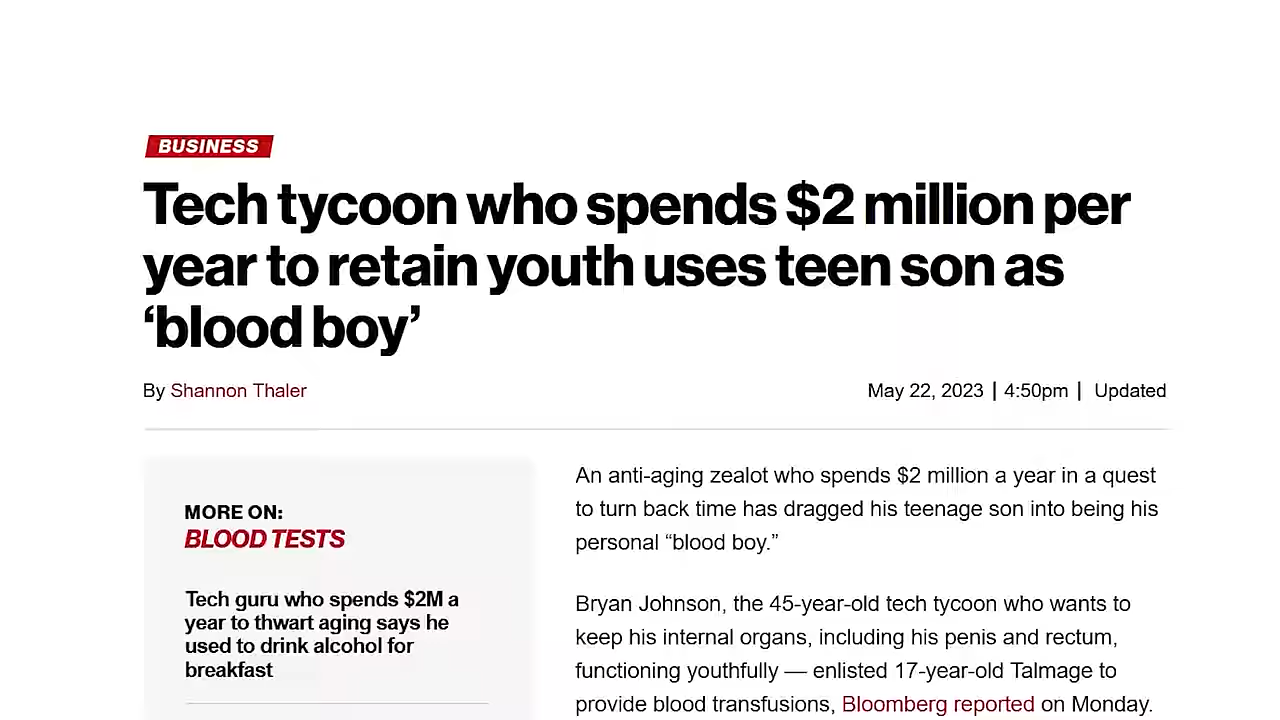 BUSINESS
Tech tycoon who spends $2 million per
year to retain youth uses teen son as
‘blood boy’
By Shannon Thaler
May 22, 2023 | 4:50pm | Updated
MORE ON:
BLOOD TESTS
Tech guru who spends $2M a
year to thwart aging says he
used to drink alcohol for
breakfast
An anti-aging zealot who spends $2 million a year in a quest
to turn back time has dragged his teenage son into being his
personal “blood boy.”
Bryan Johnson, the 45-year-old tech tycoon who wants to
keep his internal organs, including his penis and rectum,
functioning youthfully — enlisted 17-year-old Talmage to
provide blood transfusions, Bloomberg reported on Monday.